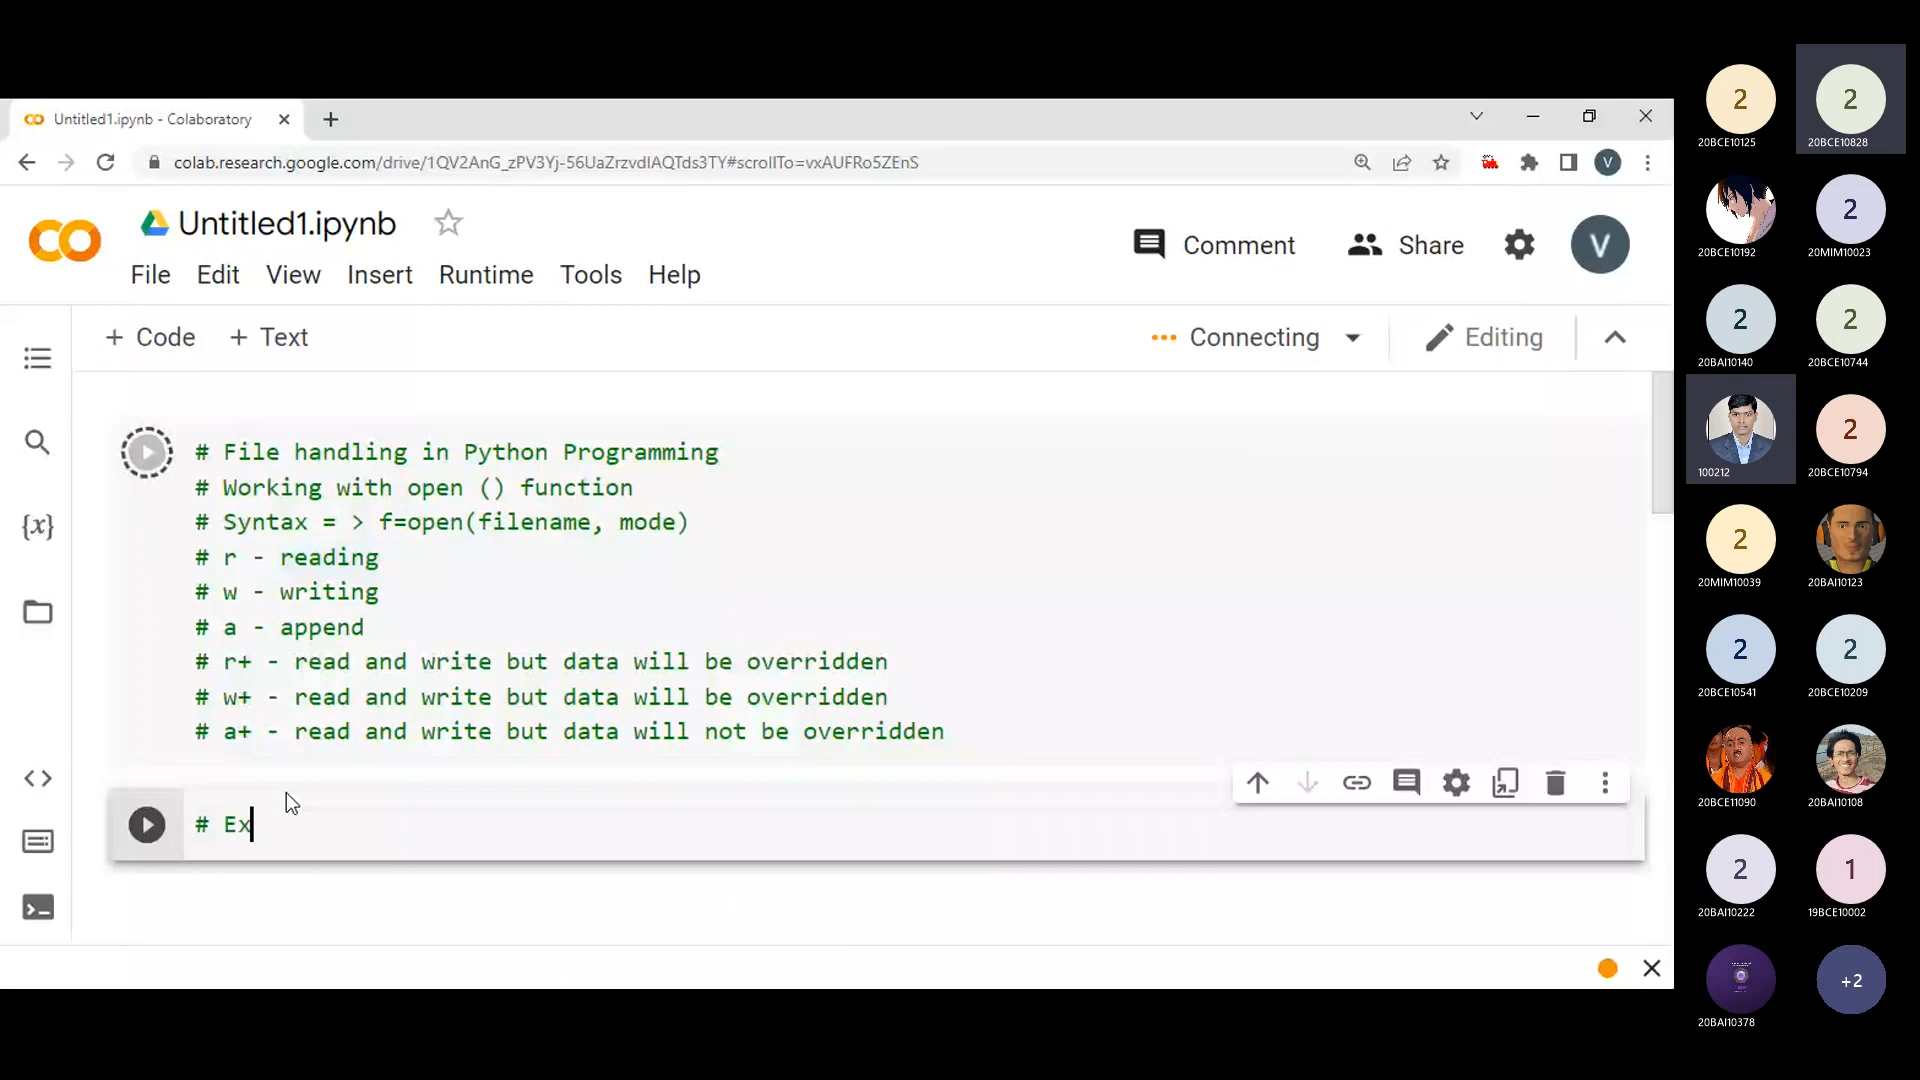 Untitled1.ipynb - Colaboratory
colab.research.google.com/drive/1QV2AnG_zPV3Yj-56UaZrzvdIAQTds3TY#scrollTo=vxAUFRo5ZEnS
V
Untitled1.ipynb
Comment
Share
V
File Edit View Insert Runtime Tools Help
+ Code + Text
Connecting
Editing
# File handling in Python Programming
# Working with open () function
# Syntax = > f=open(filename, mode)
# r - reading
# w - writing
# a - append
# r+ - read and write but data will be overridden
# w+ - read and write but data will be overridden
# a+ - read and write but data will not be overridden
# Ex
2
20BCE10125
2
20BCE10828
20BCE10192
2
20MIM10023
2
20BAI10140
2
20BCE10744
100212
2
20BCE10794
2
20MIM10039
20BAI10123
2
20BCE10541
2
20BCE10209
20BCE11090
20BAI10108
2
20BAI10222
1
19BCE10002
20BAI10378
+2